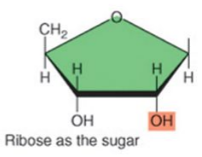 O
CH2
H H H H
OH OH
Ribose as the sugar